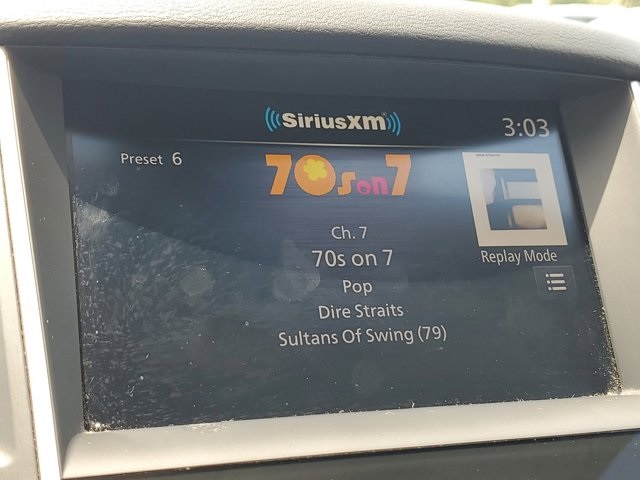 SiriusXM
3:03
Preset 6
70s on 7
Ch. 7
70s on 7
Replay Mode
Pop
Dire Straits
Sultans Of Swing (79)